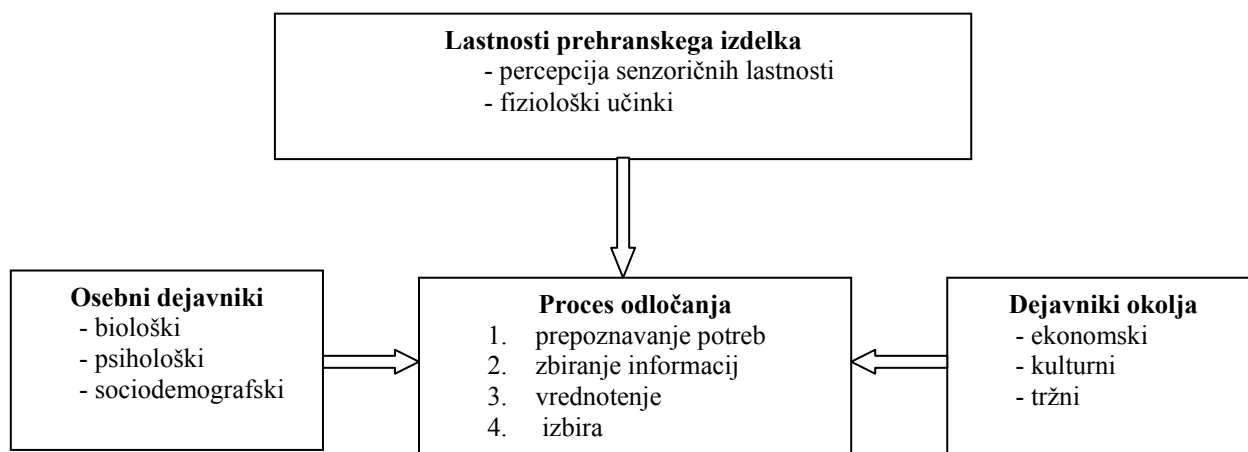 Lastnosti prehranskega izdelka
- percepcija senzoričnih lastnosti
- fiziološki učinki
Osebni dejavniki
- biološki
- psihološki
- sociodemografski
Proces odločanja
1. prepoznavanje potreb
2. zbiranje informacij
3. vrednotenje
4. izbira
Dejavniki okolja
- ekonomski
- kulturni
- tržni